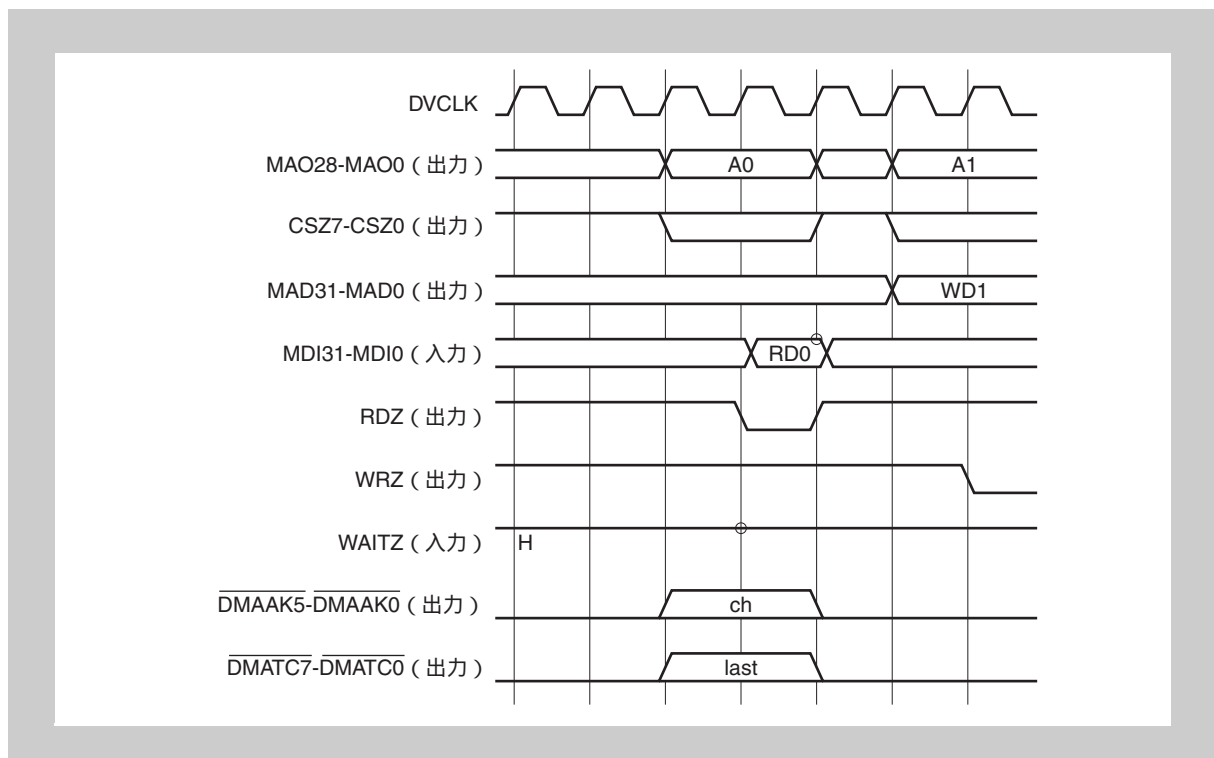 DVCLK
MAO28-MAO0（出力） A0 A1
CSZ7-CSZ0（出力）
MAD31-MAD0（出力） WD1
MDI31-MDI0（入力） RD0
RDZ（出力）
WRZ（出力）
WAITZ（入力） H
DMAAK5-DMAAK0（出力） ch
DMATC7-DMATC0（出力） last